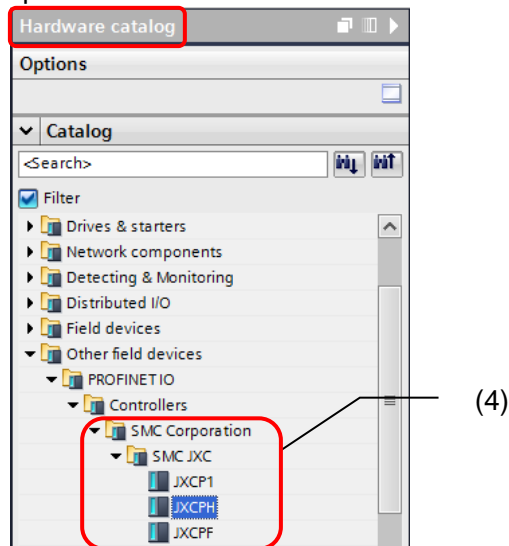 Hardware catalog
Options
Catalog
<Search>
Filter
Drives & starters
Network components
Detecting & Monitoring
Distributed I/O
Field devices
Other field devices
PROFINET IO
Controllers
(4)
SMC Corporation
SMC JXC
JXCP1
JXCPH
JXCPF